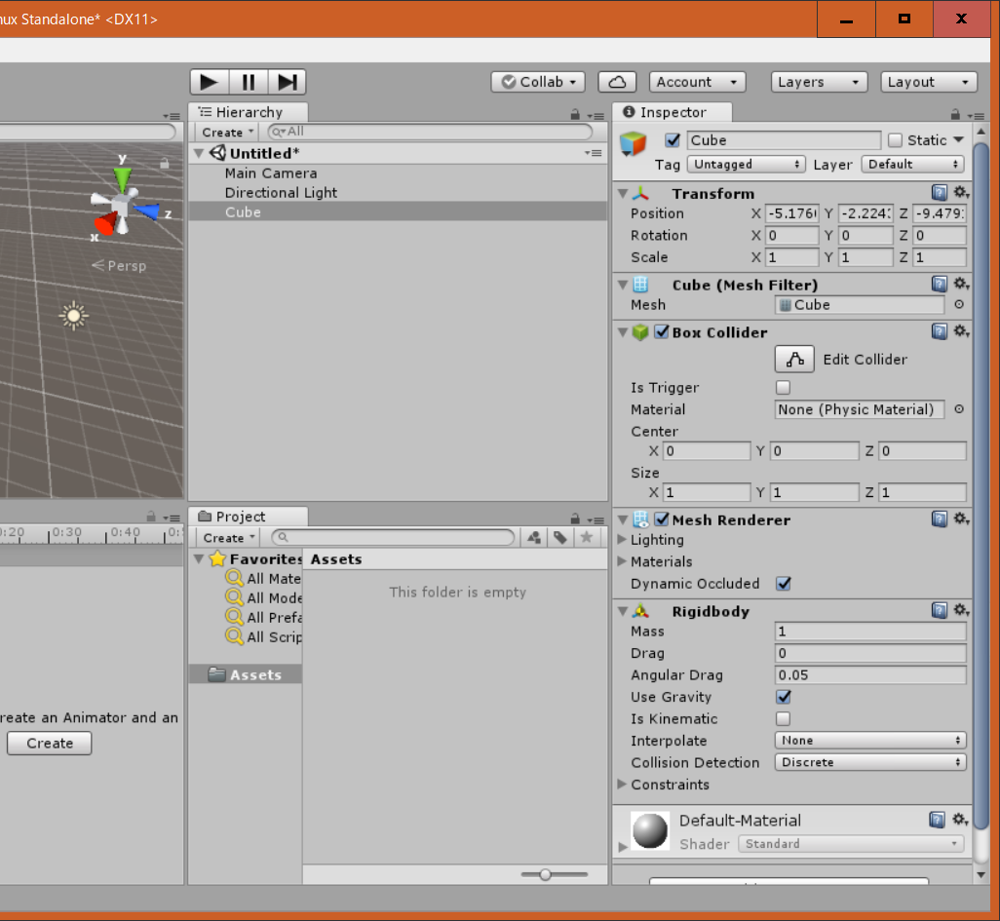 nux Standalone* <DX11>
Collab
Account
Layers
Layout
Hierarchy
Create
All
Untitled*
Main Camera
Directional Light
Cube
y
z
x
Persp
0:20 0:30 0:40
reate an Animator and an
Create
Project
Create
Favorites
All Mate
All Mode
All Prefa
All Scrip
Assets
Assets
This folder is empty
Inspector
Cube
Static
Tag Untagged Layer Default
Transform
Position X -5.176 Y -2.224 Z -9.479
Rotation X 0 Y 0 Z 0
Scale X 1 Y 1 Z 1
Cube (Mesh Filter)
Mesh Cube
Box Collider
Edit Collider
Is Trigger
Material None (Physic Material)
Center
X 0 Y 0 Z 0
Size
X 1 Y 1 Z 1
Mesh Renderer
Lighting
Materials
Dynamic Occluded
Rigidbody
Mass 1
Drag 0
Angular Drag 0.05
Use Gravity
Is Kinematic
Interpolate None
Collision Detection Discrete
Constraints
Default-Material
Shader Standard